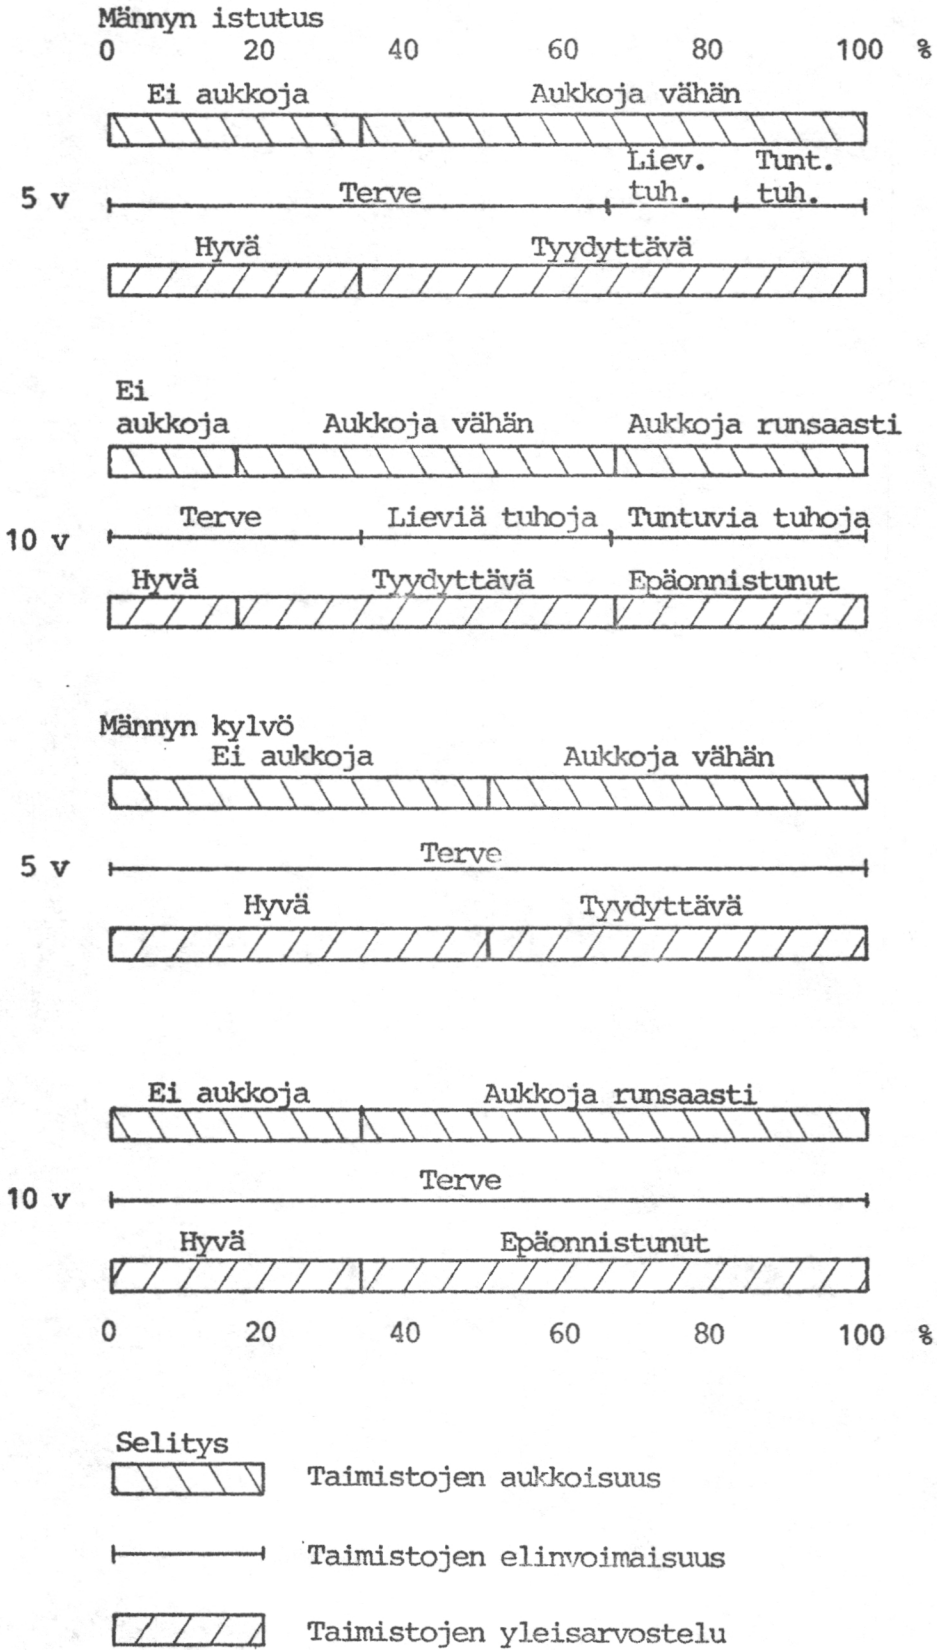 Männyn istutus
0 20 40 60 80 100 %
Ei aukkoja Aukkoja vähän
Liev. Tunt.
5 v Terve tuh. tuh.
Hyvä Tyydyttävä
Ei
aukkoja Aukkoja vähän Aukkoja runsaasti
Terve Lieviä tuhoja Tuntuvia tuhoja
10 v
Hyvä Tyydyttävä Epäonnistunut
Männyn kylvö
Ei aukkoja Aukkoja vähän
5 v Terve
Hyvä Tyydyttävä
Ei aukkoja Aukkoja runsaasti
10 v Terve
Hyvä Epäonnistunut
0 20 40 60 80 100 %
Selitys
Taimistojen aukkoisuus
Taimistojen elinvoimaisuus
Taimistojen yleisarvostelu